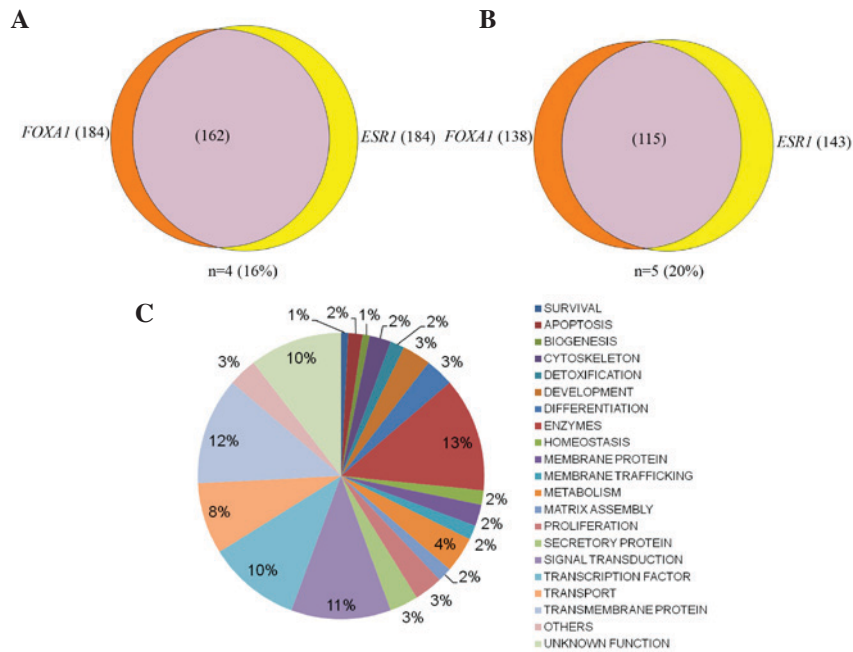 A
B
FOXA1 (184)
(162)
ESR1 (184)
FOXA1 (138)
(115)
ESR1 (143)
n=4 (16%)
n=5 (20%)
C
1%
2%
1%
2%
2%
3%
3%
13%
2%
2%
2%
4%
2%
3%
3%
11%
10%
8%
12%
3%
10%
SURVIVAL
APOPTOSIS
BIOGENESIS
CYTOSKELETON
DETOXIFICATION
DEVELOPMENT
DIFFERENTIATION
ENZYMES
HOMEOSTASIS
MEMBRANE PROTEIN
MEMBRANE TRAFFICKING
METABOLISM
MATRIX ASSEMBLY
PROLIFERATION
SECRETORY PROTEIN
SIGNAL TRANSDUCTION
TRANSCRIPTION FACTOR
TRANSPORT
TRANSMEMBRANE PROTEIN
OTHERS
UNKNOWN FUNCTION